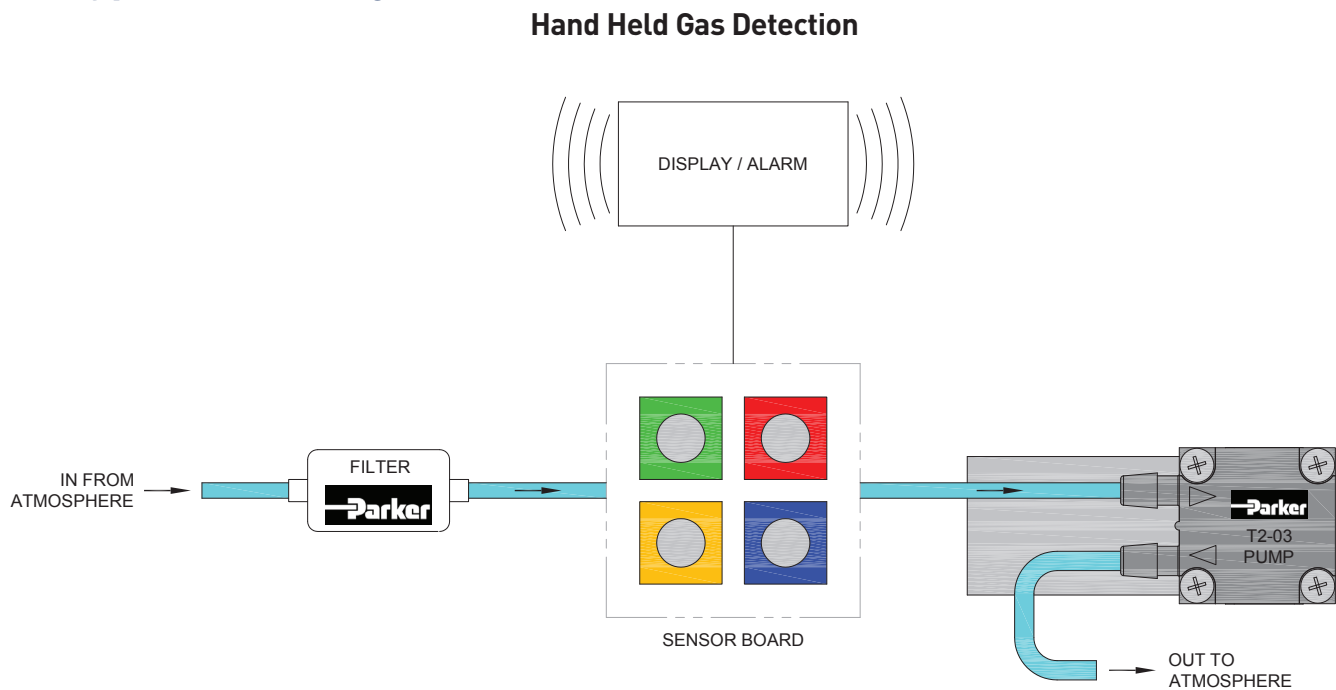 Hand Held Gas Detection
DISPLAY / ALARM
IN FROM
ATMOSPHERE
FILTER
Parker
Parker
T2-03
PUMP
SENSOR BOARD
OUT TO
ATMOSPHERE